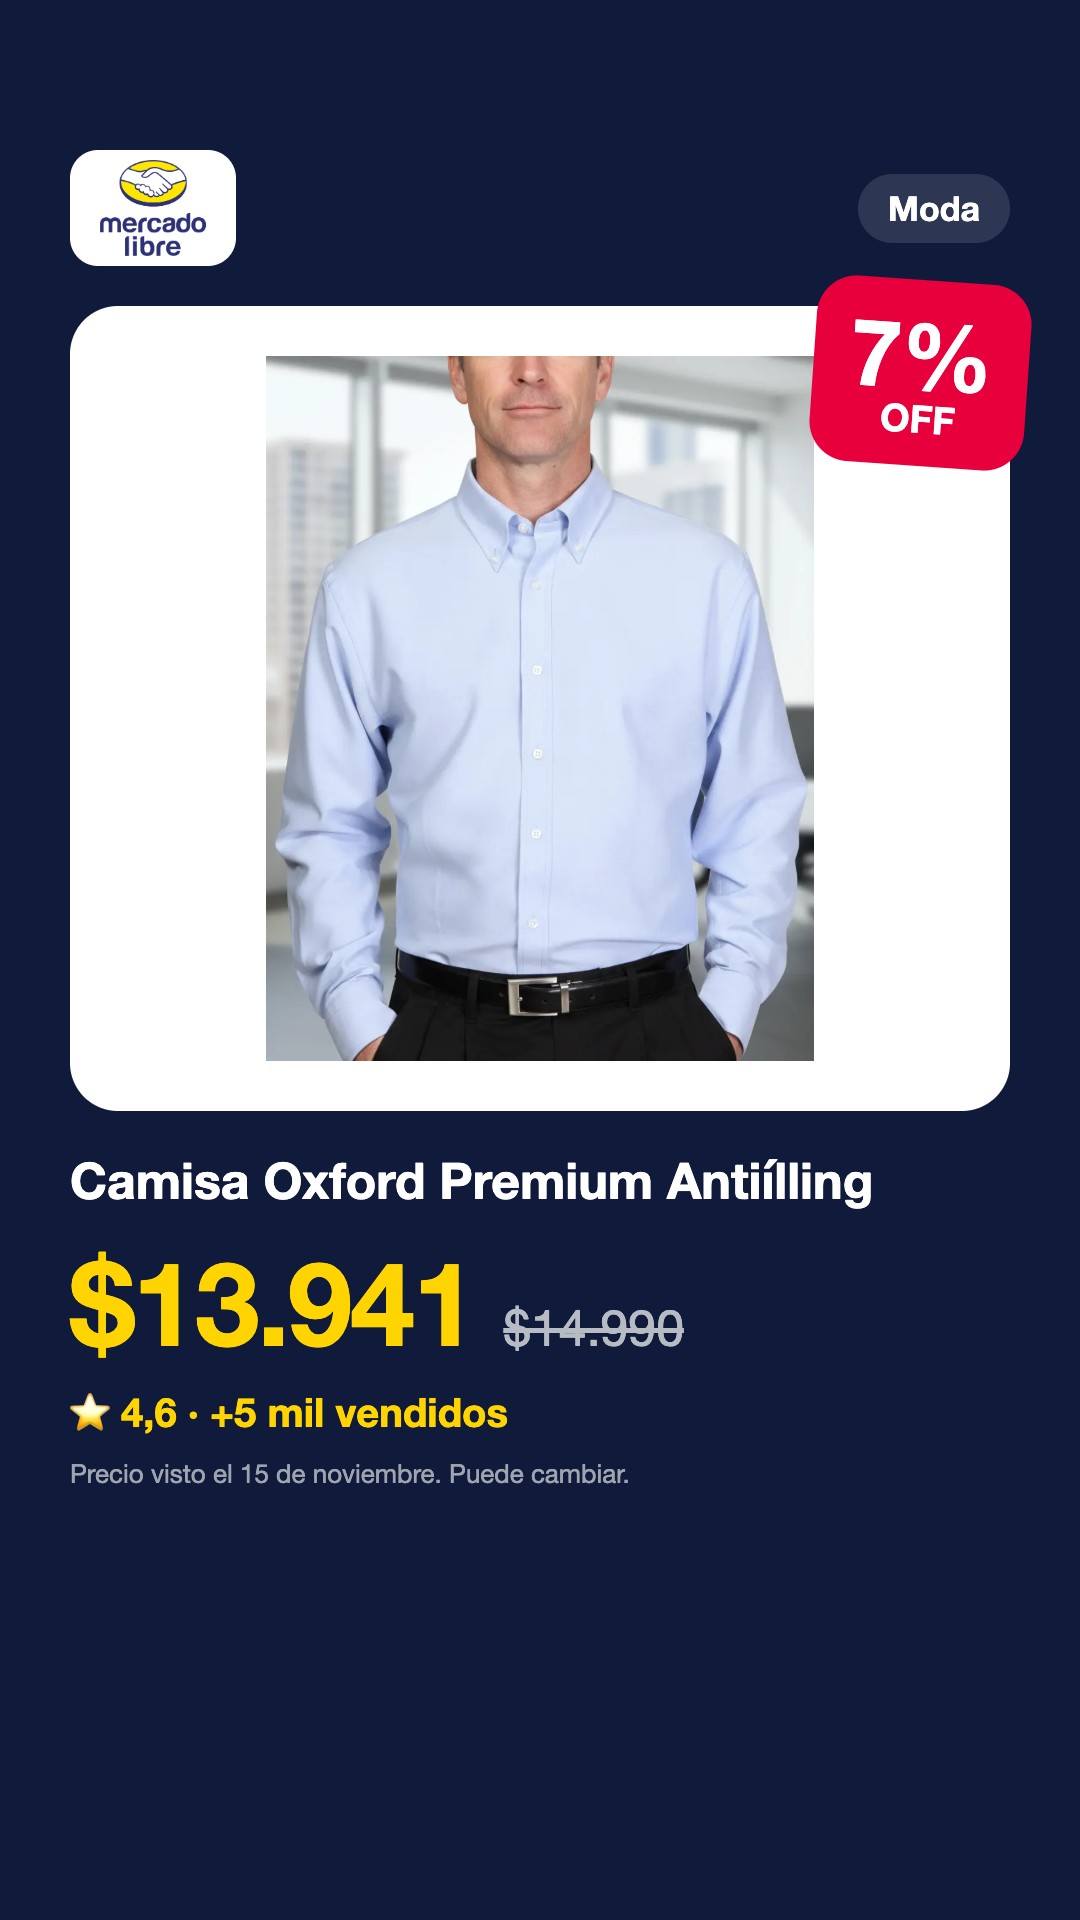 mercado
libre
Moda
7%
OFF
Camisa Oxford Premium Antiílling
$13.941 $14.990
4,6 · +5 mil vendidos
Precio visto el 15 de noviembre. Puede cambiar.